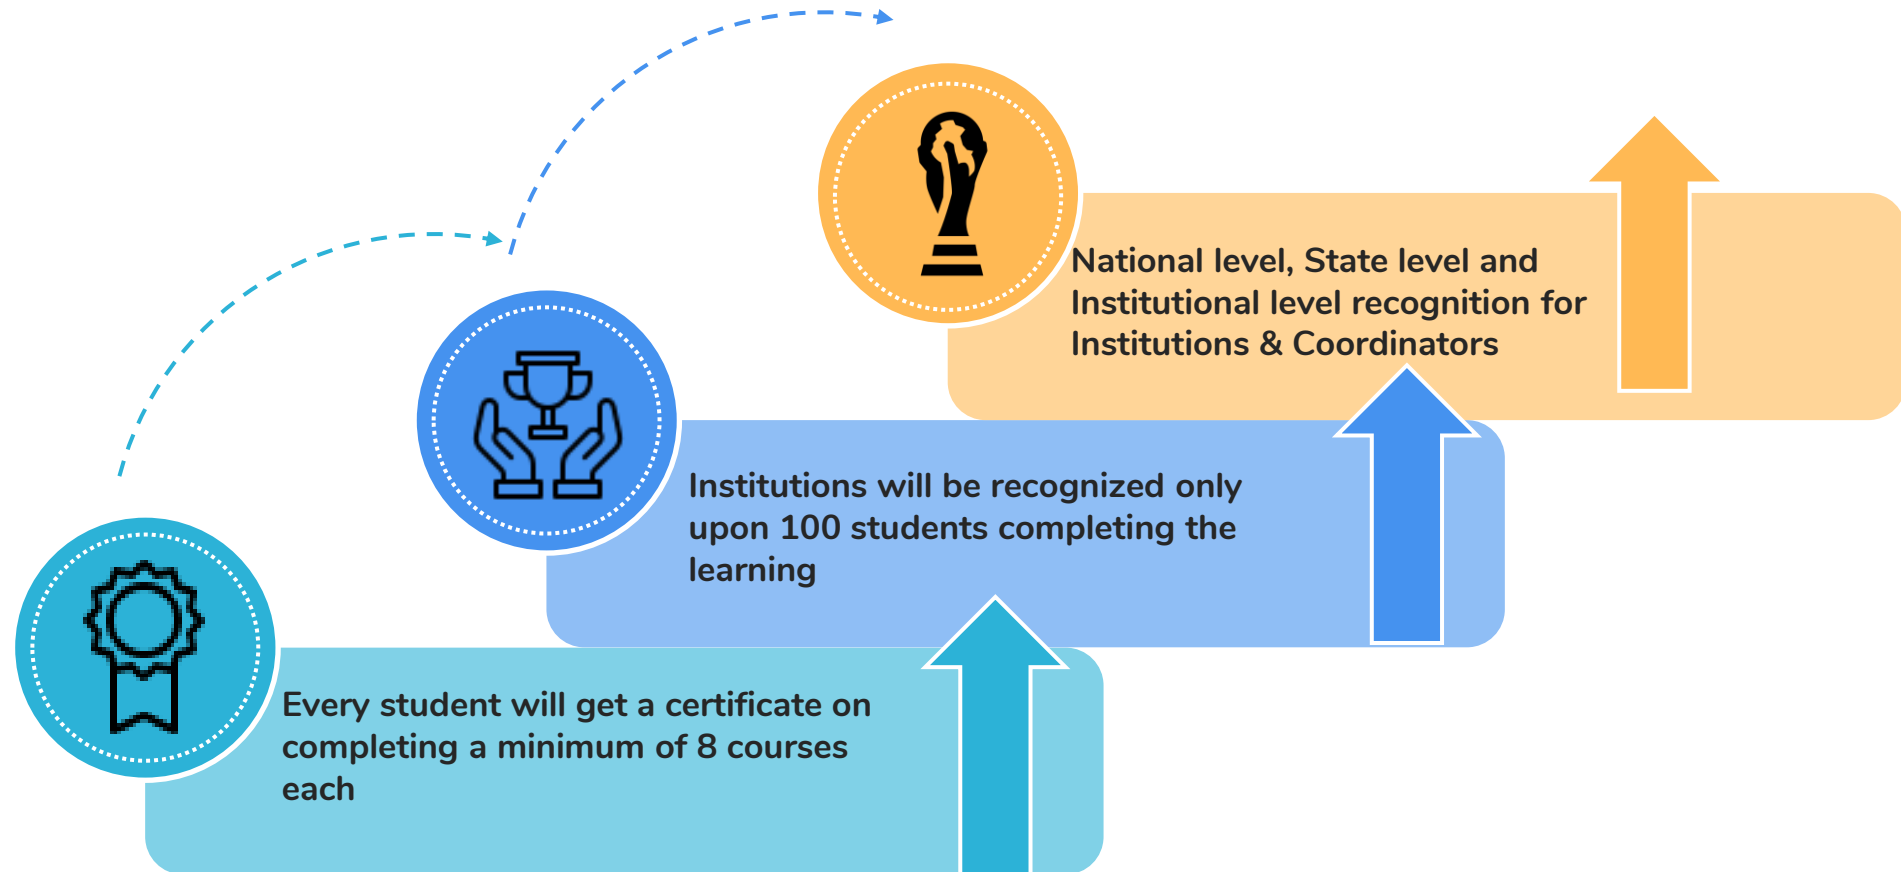 National level, State level and
Institutional level recognition for
Institutions & Coordinators
Institutions will be recognized only
upon 100 students completing the
learning
Every student will get a certificate on
completing a minimum of 8 courses
each